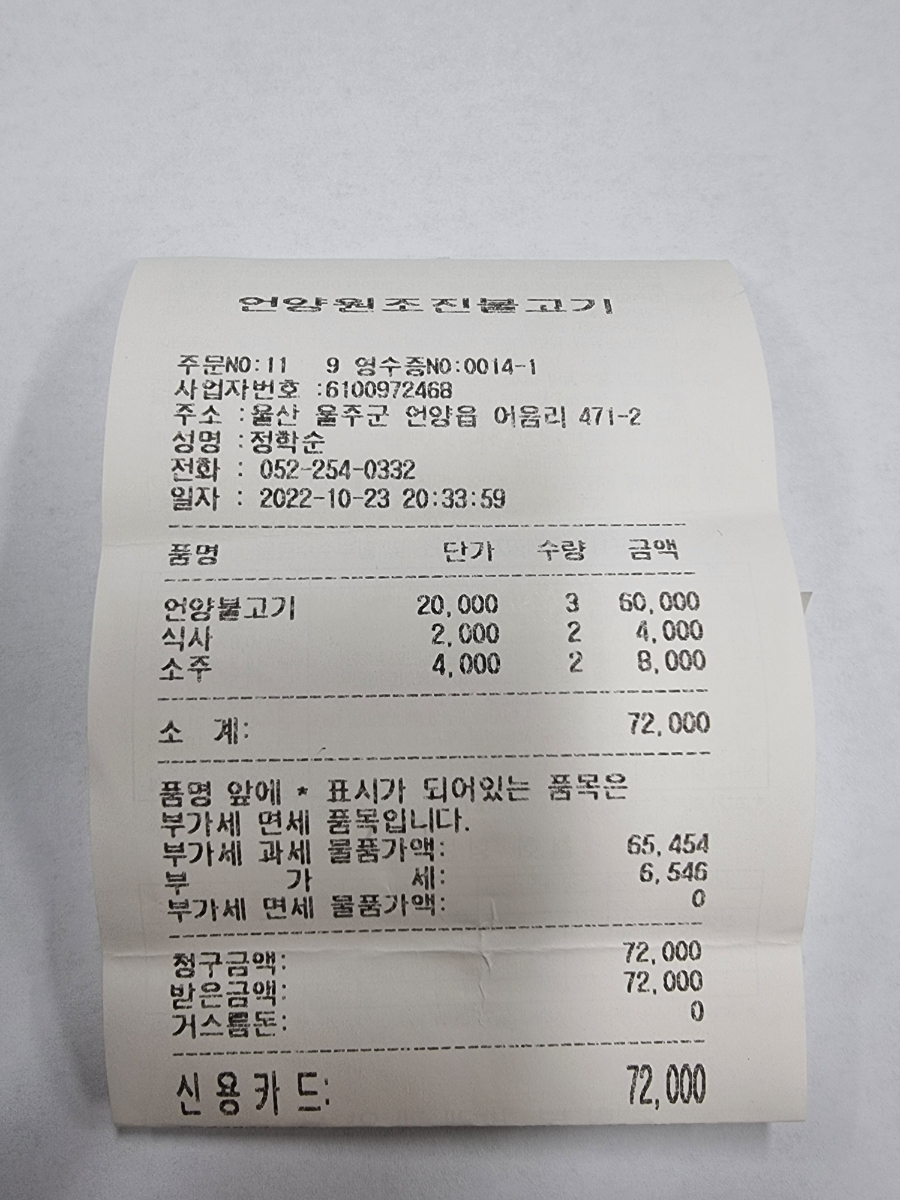 언양원조진불고기
주문NO:11 9 영수증NO:0014-1
사업자번호 :6100972468
주소 :울산 울주군 언양읍 어음리 471-2
성명 :정학순
전화 : 052-254-0332
일자 : 2022-10-23 20:33:59
품명 단가 수량 금액
언양불고기 20,000 3 60,000
식사 2,000 2 4,000
소주 4,000 2 8,000
소 계: 72,000
품명 앞에 * 표시가 되어있는 품목은
부가세 면세 품목입니다.
부가세 과세 물품가액: 65,454
부 가 세: 6,546
부가세 면세 물품가액: 0
청구금액: 72,000
받은금액: 72,000
거스름돈: 0
신용카드: 72,000